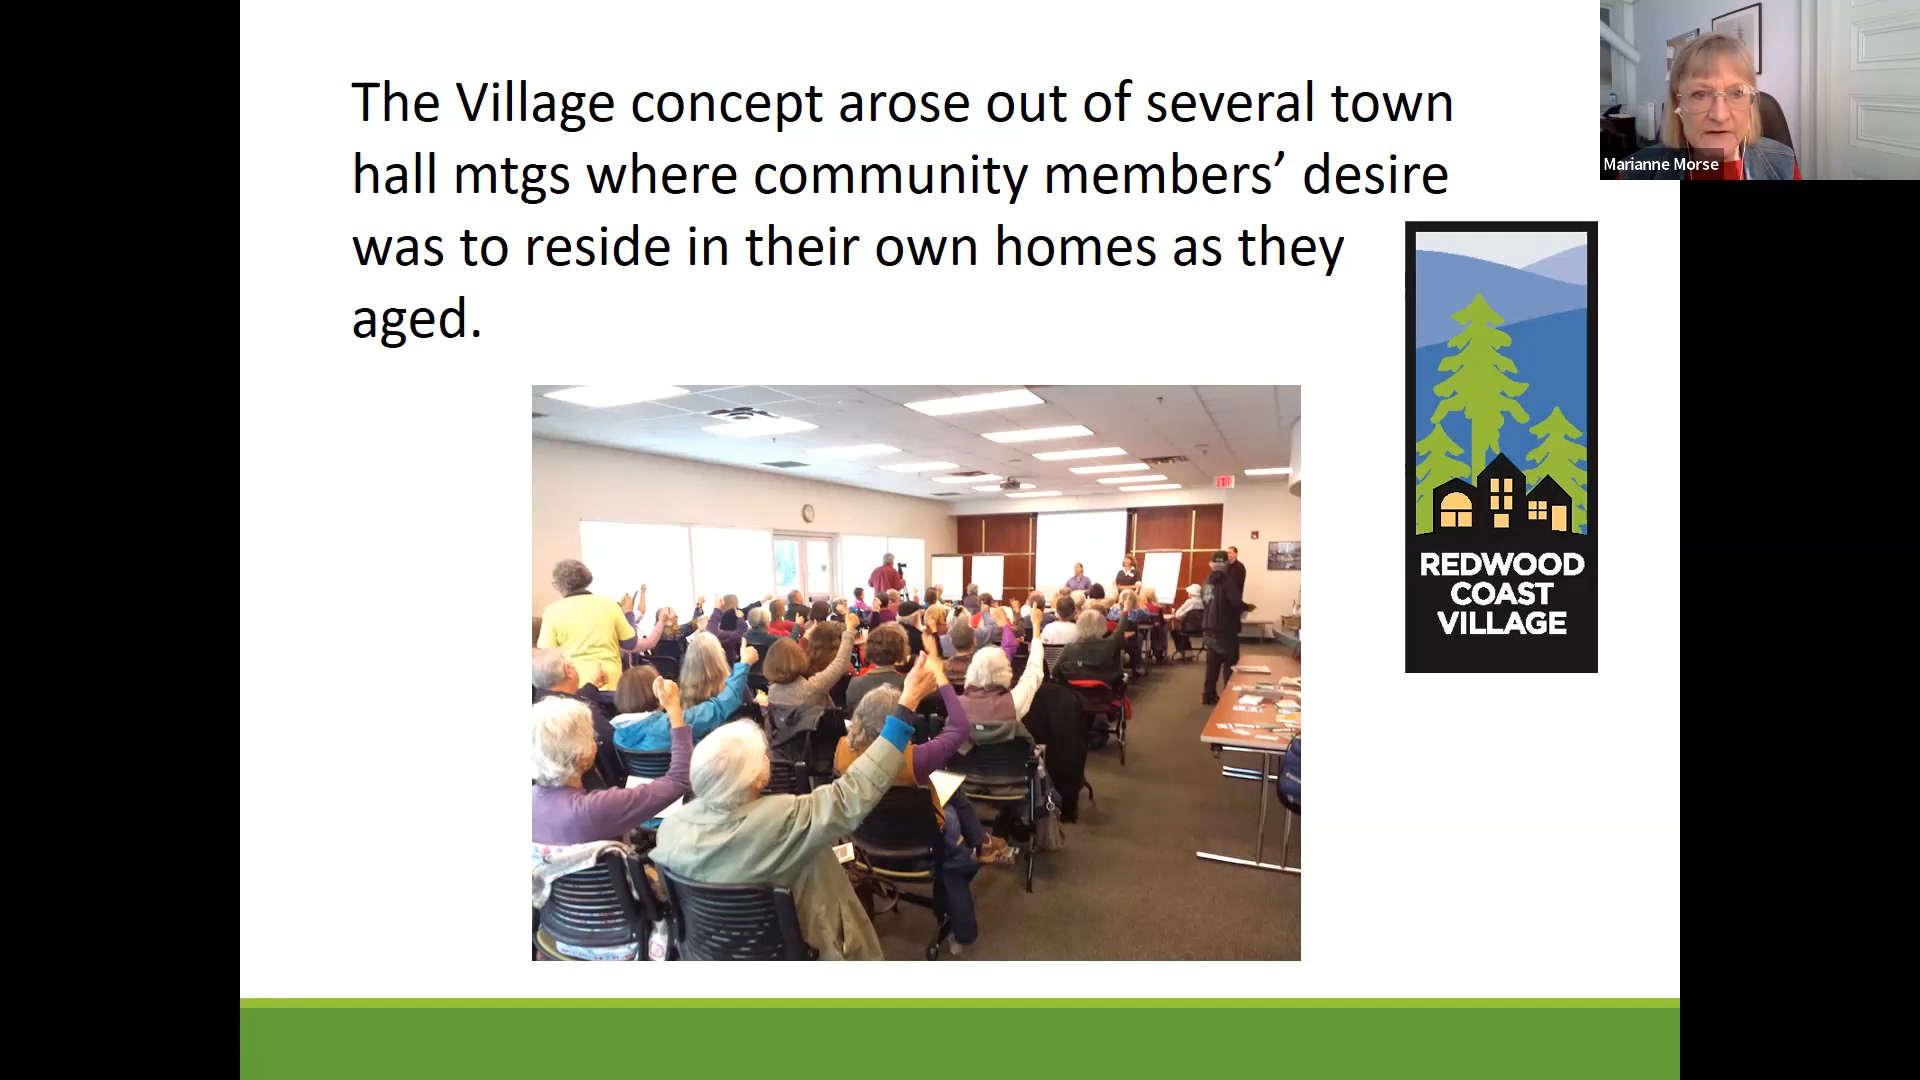 The Village concept arose out of several town
hall mtgs where community members’ desire
was to reside in their own homes as they
aged.
Marianne Morse
EXIT
REDWOOD
COAST
VILLAGE